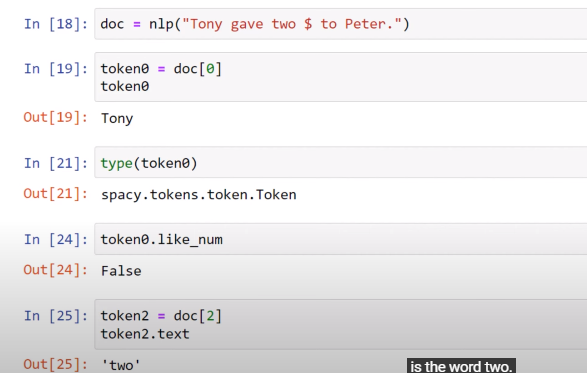 In [18]: doc = nlp("Tony gave two $ to Peter.")
In [19]: token0 = doc[0]
token0
Out[19]: Tony
In [21]: type(token0)
Out[21]: spacy.tokens.token.Token
In [24]: token0.like_num
Out[24]: False
In [25]: token2 = doc[2]
token2.text
Out[25]: 'two'
is the word two.